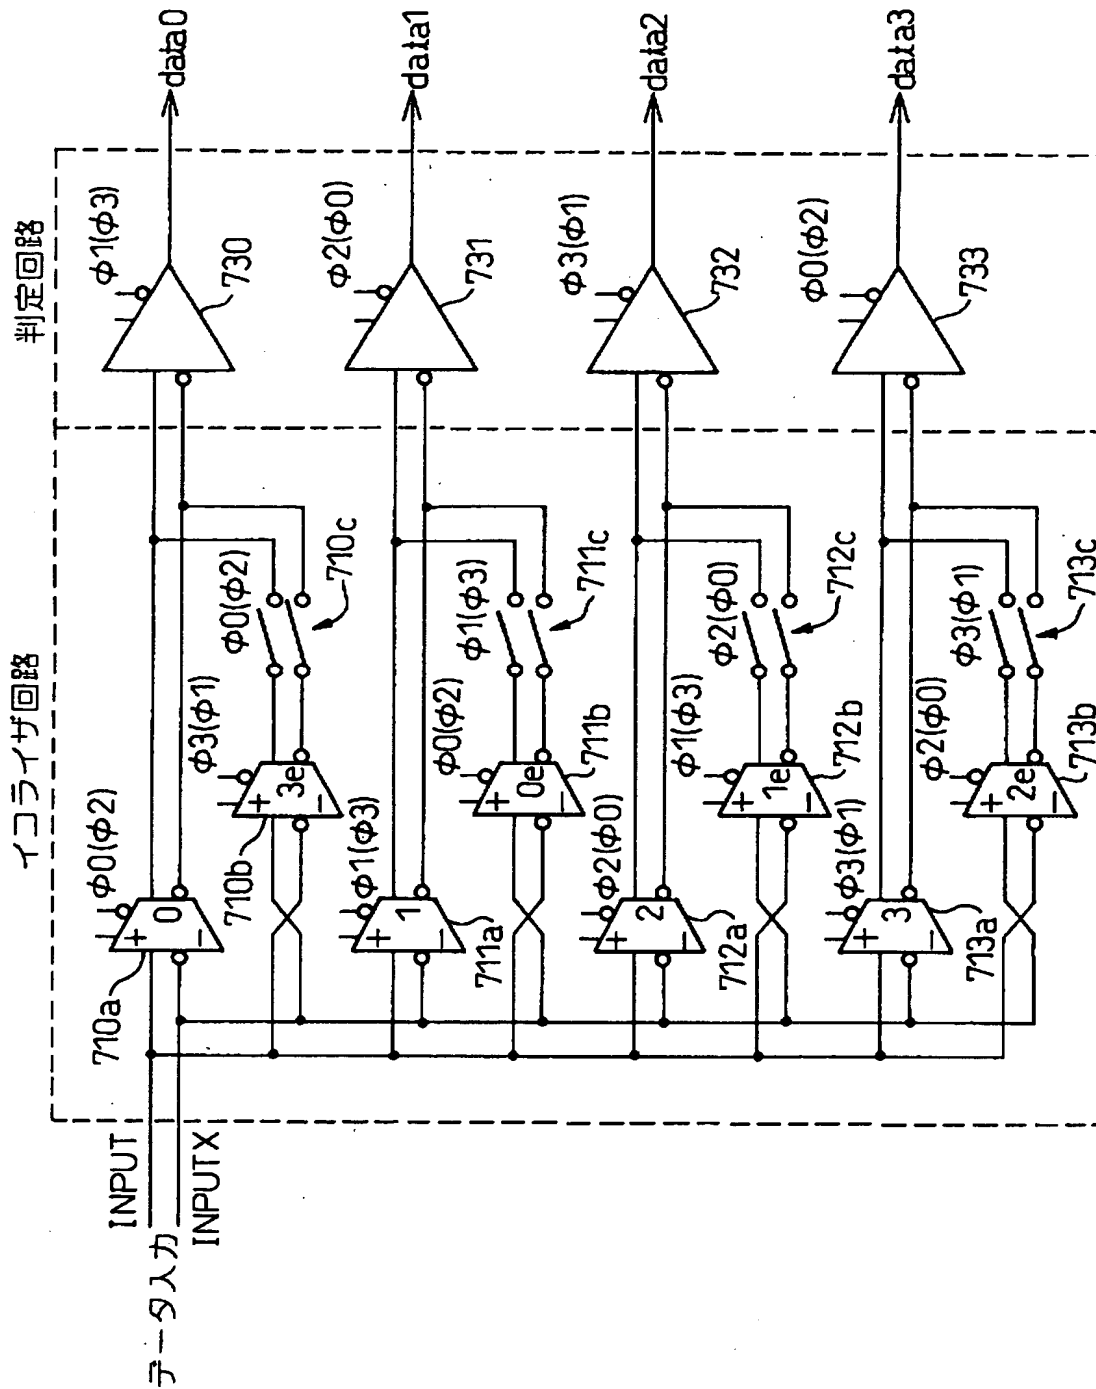 イコライザ回路
判定回路
データ入力
INPUT
INPUTX
710a
0
+
−
φ0(φ2)
710b
3e
+
−
φ3(φ1)
φ0(φ2)
710c
φ1(φ3)
730
data0
711a
1
+
−
φ1(φ3)
711b
0e
+
−
φ0(φ2)
φ1(φ3)
711c
φ2(φ0)
731
data1
712a
2
+
−
φ2(φ0)
712b
1e
+
−
φ1(φ3)
φ2(φ0)
712c
φ3(φ1)
732
data2
713a
3
+
−
φ3(φ1)
713b
2e
+
−
φ2(φ0)
φ3(φ1)
713c
φ0(φ2)
733
data3